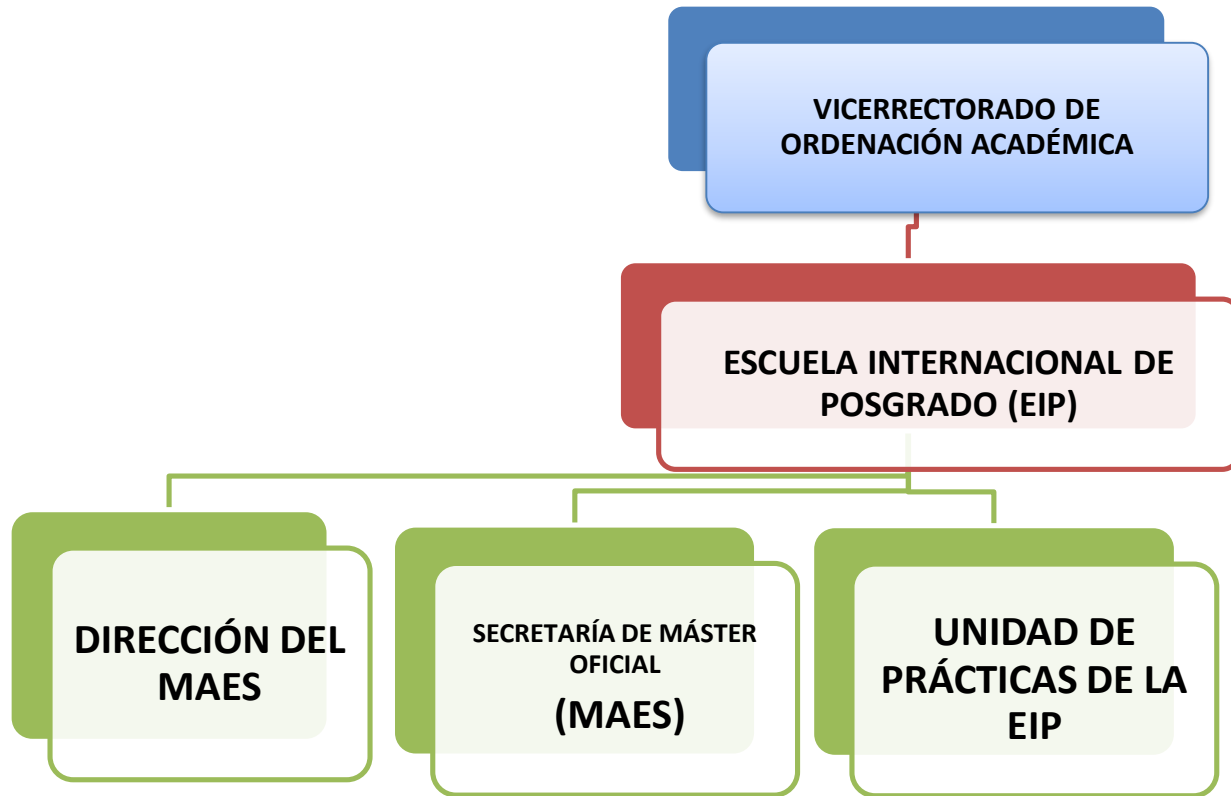 VICERRECTORADO DE
ORDENACIÓN ACADÉMICA
ESCUELA INTERNACIONAL DE
POSGRADO (EIP)
DIRECCIÓN DEL
MAES
SECRETARÍA DE MÁSTER
OFICIAL
(MAES)
UNIDAD DE
PRÁCTICAS DE LA
EIP